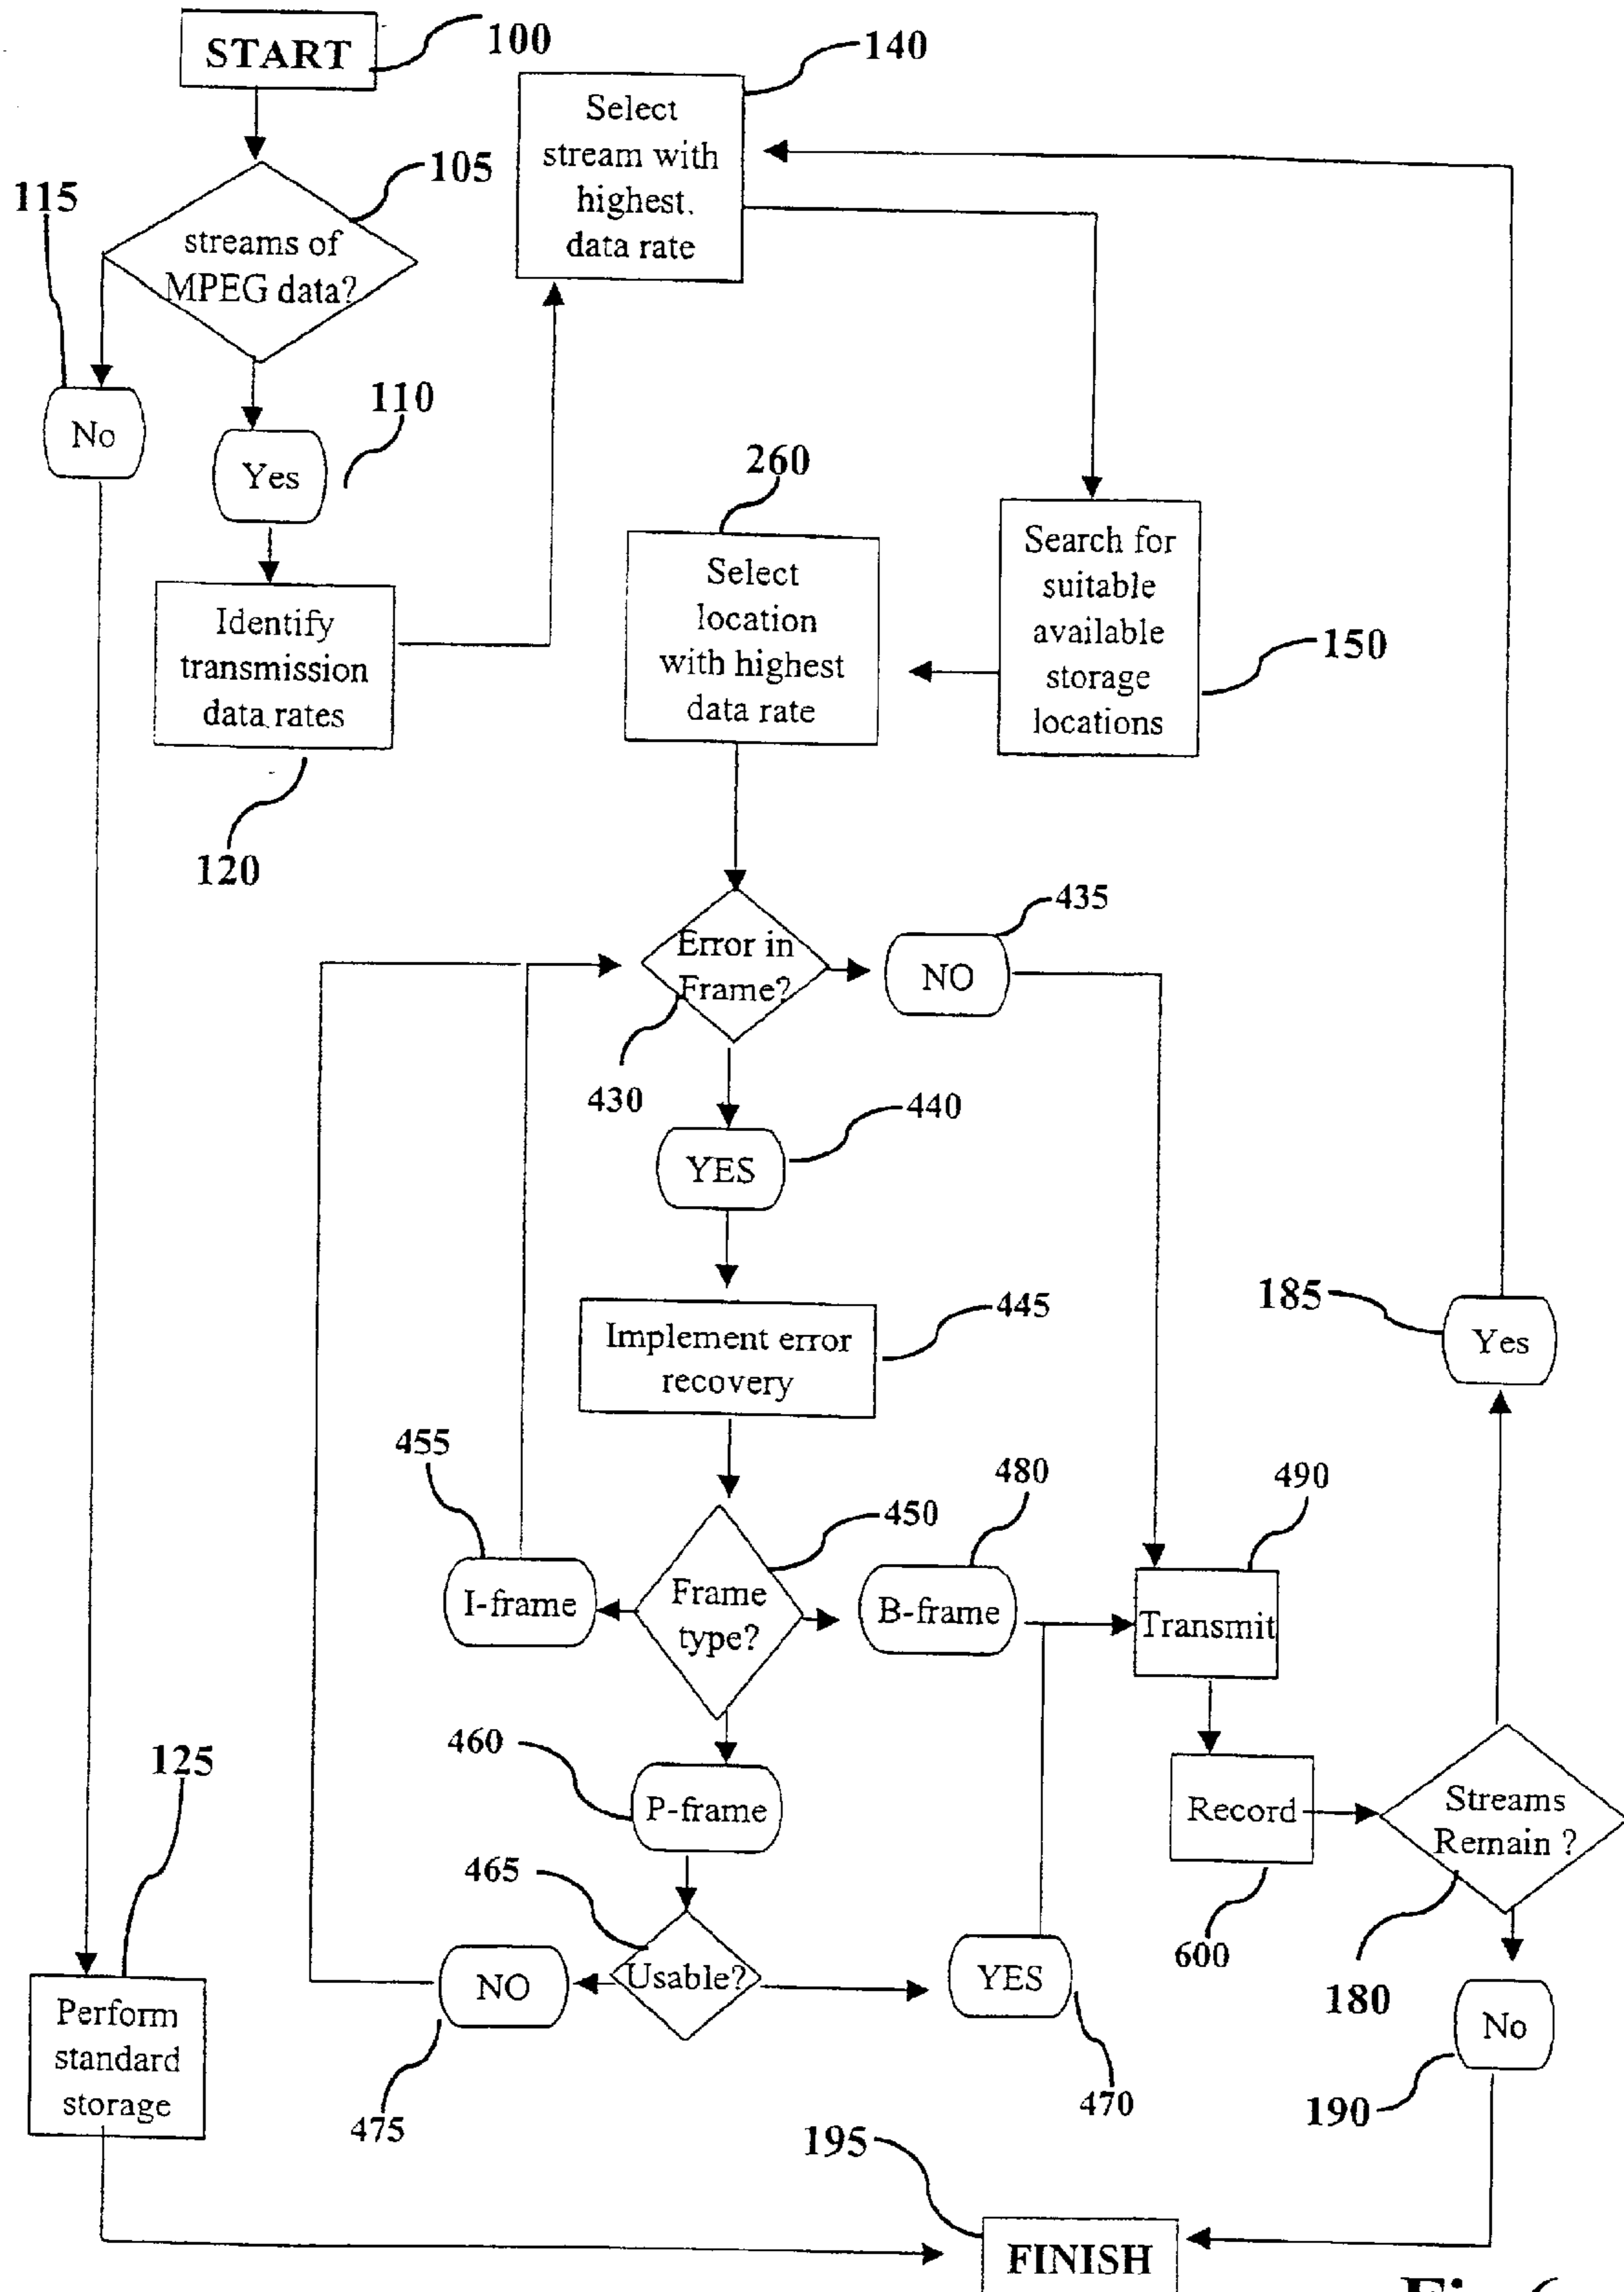 START
100
140
Select
stream with
highest.
data rate
105
115
streams of
MPEG data?
No
110
Yes
260
Search for
suitable
available
storage
locations
150
Select
location
with highest
data rate
Identify
transmission
data rates
120
435
Error in
Frame?
NO
430
440
YES
185
Yes
445
Implement error
recovery
455
480
490
450
I-frame
Frame
type?
B-frame
Transmit
460
125
P-frame
Record
Streams
Remain ?
465
600
180
NO
Usable?
YES
No
Perform
standard
storage
475
470
190
195
FINISH